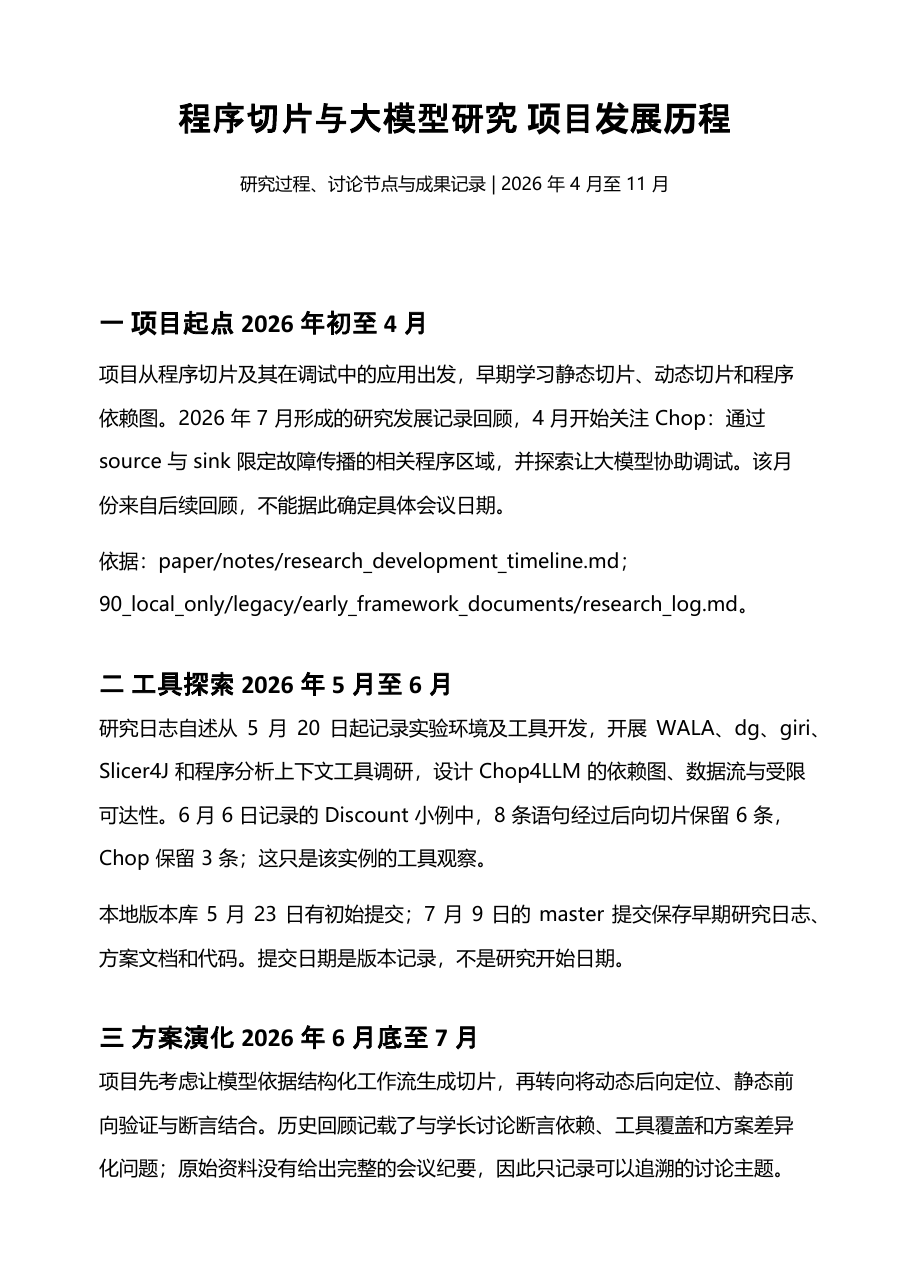 程序切片与大模型研究 项目发展历程
研究过程、讨论节点与成果记录 | 2026 年 4 月至 11 月
一 项目起点 2026 年初至 4 月
项目从程序切片及其在调试中的应用出发，早期学习静态切片、动态切片和程序
依赖图。2026 年 7 月形成的研究发展记录回顾，4 月开始关注 Chop：通过
source 与 sink 限定故障传播的相关程序区域，并探索让大模型协助调试。该月
份来自后续回顾，不能据此确定具体会议日期。
依据：paper/notes/research_development_timeline.md；
90_local_only/legacy/early_framework_documents/research_log.md。
二 工具探索 2026 年 5 月至 6 月
研究日志自述从 5 月 20 日起记录实验环境及工具开发，开展 WALA、dg、giri、
Slicer4J 和程序分析上下文工具调研，设计 Chop4LLM 的依赖图、数据流与受限
可达性。6 月 6 日记录的 Discount 小例中，8 条语句经过后向切片保留 6 条，
Chop 保留 3 条；这只是该实例的工具观察。
本地版本库 5 月 23 日有初始提交；7 月 9 日的 master 提交保存早期研究日志、
方案文档和代码。提交日期是版本记录，不是研究开始日期。
三 方案演化 2026 年 6 月底至 7 月
项目先考虑让模型依据结构化工作流生成切片，再转向将动态后向定位、静态前
向验证与断言结合。历史回顾记载了与学长讨论断言依赖、工具覆盖和方案差异
化问题；原始资料没有给出完整的会议纪要，因此只记录可以追溯的讨论主题。